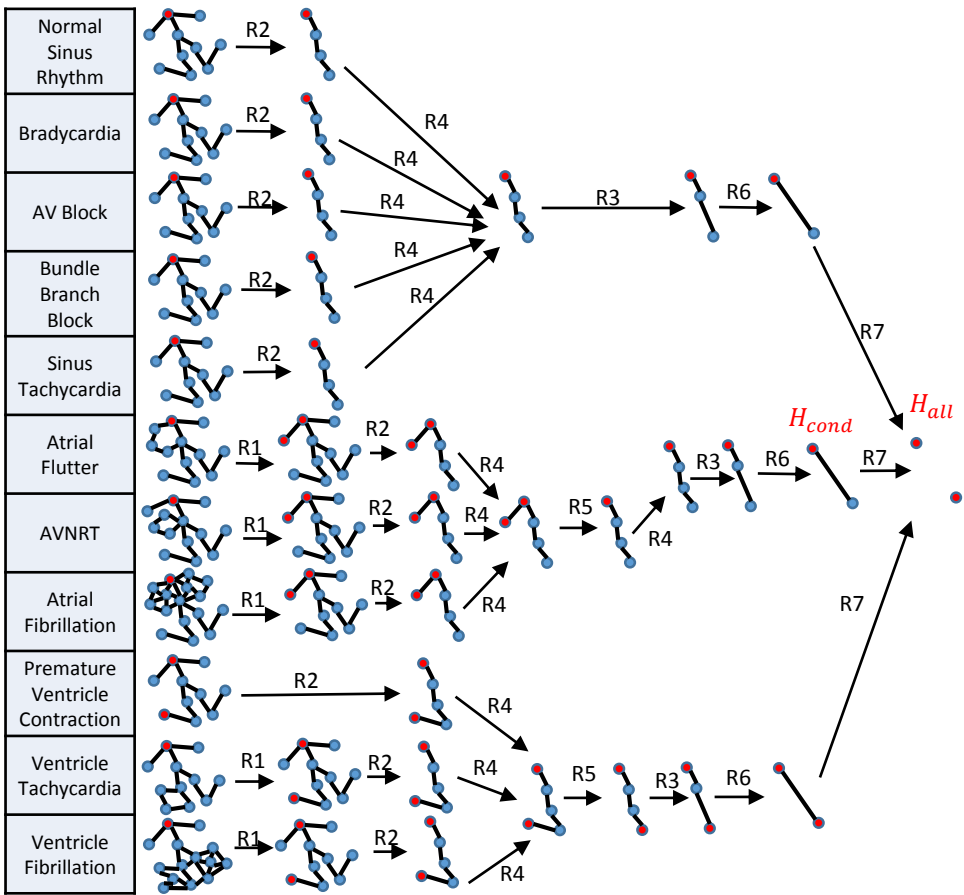 Normal
Sinus
Rhythm
R2
R4
Bradycardia
R2
R4
AV Block
R2
R4
R3
R6
Bundle
Branch
Block
R2
R4
R4
R7
Sinus
Tachycardia
R2
Atrial
Flutter
R1
R2
R4
R3
R6
H_cond
R7
H_all
AVNRT
R1
R2
R4
R5
R4
Atrial
Fibrillation
R1
R2
R4
R7
Premature
Ventricle
Contraction
R2
R4
Ventricle
Tachycardia
R1
R2
R4
R5
R3
R6
Ventricle
Fibrillation
R1
R2
R4